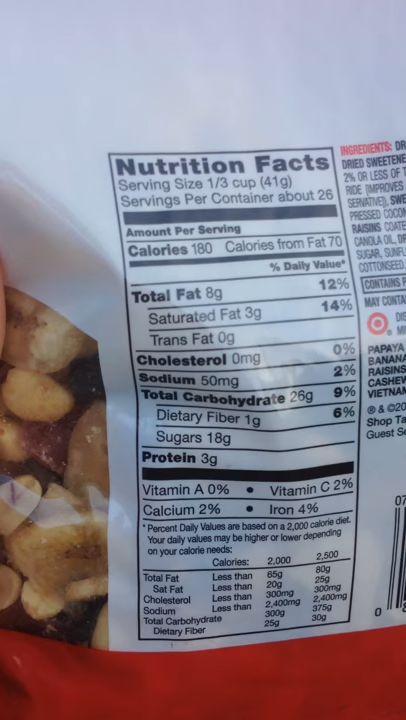 Nutrition Facts
Serving Size 1/3 cup (41g)
Servings Per Container about 26
Amount Per Serving
Calories 180 Calories from Fat 70
% Daily Value*
Total Fat 8g 12%
Saturated Fat 3g 14%
Trans Fat 0g
Cholesterol 0mg 0%
Sodium 50mg 2%
Total Carbohydrate 26g 9%
Dietary Fiber 1g 6%
Sugars 18g
Protein 3g
Vitamin A 0% • Vitamin C 2%
Calcium 2% • Iron 4%
* Percent Daily Values are based on a 2,000 calorie diet.
Your daily values may be higher or lower depending
on your calorie needs:
Calories: 2,000 2,500
Total Fat Less than 65g 80g
Sat Fat Less than 20g 25g
Cholesterol Less than 300mg 300mg
Sodium Less than 2,400mg 2,400mg
Total Carbohydrate 300g 375g
Dietary Fiber 25g 30g
INGREDIENTS: DR
DRIED SWEETENE
2% OR LESS OF
RIDE [IMPROVES
SERVATIVE], SWE
PRESSED COCON
RAISINS COATE
CANOLA OIL, DR
SUGAR, SUNFL
COTTONSEED
CONTAINS P
MAY CONTA
DIS
MI
PAPAYA
BANANA
RAISINS
CASHEW
VIETNAM
® & ©20
Shop Ta
Guest Se
07
0